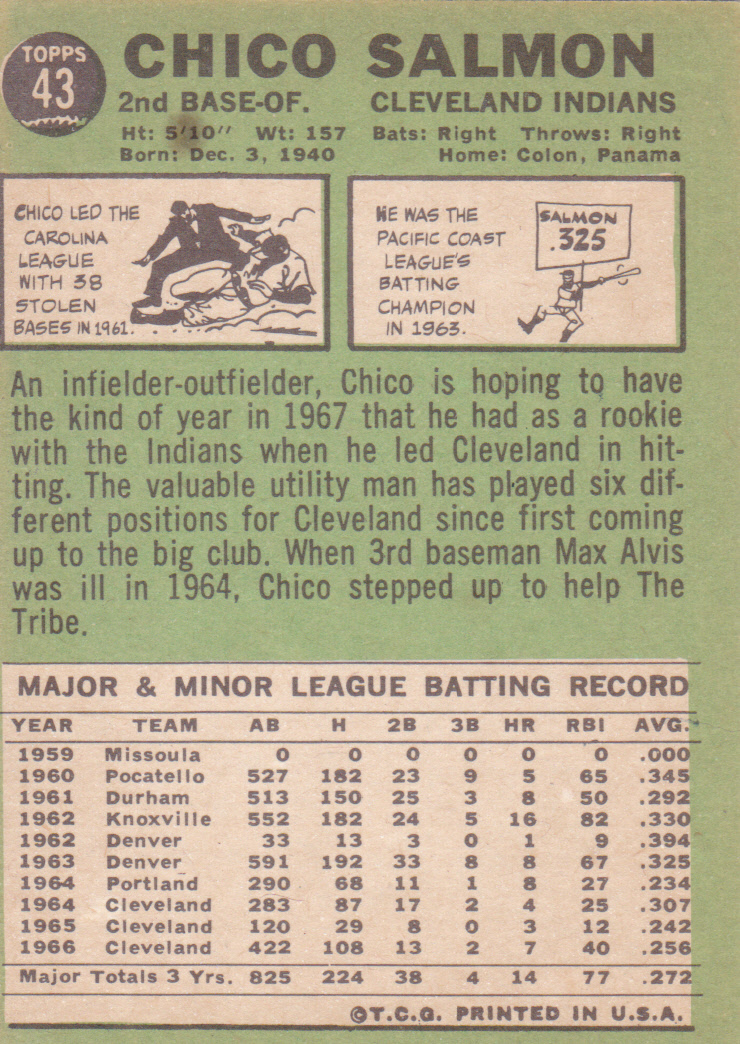 TOPPS
43
CHICO SALMON
2nd BASE-OF. CLEVELAND INDIANS
Ht: 5'10" Wt: 157 Bats: Right Throws: Right
Born: Dec. 3, 1940 Home: Colon, Panama
CHICO LED THE
CAROLINA
LEAGUE
WITH 38
STOLEN
BASES IN 1961.
HE WAS THE
PACIFIC COAST
LEAGUE'S
BATTING
CHAMPION
IN 1963.
SALMON
.325
An infielder-outfielder, Chico is hoping to have
the kind of year in 1967 that he had as a rookie
with the Indians when he led Cleveland in hit-
ting. The valuable utility man has played six dif-
ferent positions for Cleveland since first coming
up to the big club. When 3rd baseman Max Alvis
was ill in 1964, Chico stepped up to help The
Tribe.
MAJOR & MINOR LEAGUE BATTING RECORD
YEAR TEAM AB H 2B 3B HR RBI AVG.
1959 Missoula 0 0 0 0 0 0 .000
1960 Pocatello 527 182 23 9 5 65 .345
1961 Durham 513 150 25 3 8 50 .292
1962 Knoxville 552 182 24 5 16 82 .330
1962 Denver 33 13 3 0 1 9 .394
1963 Denver 591 192 33 8 8 67 .325
1964 Portland 290 68 11 1 8 27 .234
1964 Cleveland 283 87 17 2 4 25 .307
1965 Cleveland 120 29 8 0 3 12 .242
1966 Cleveland 422 108 13 2 7 40 .256
Major Totals 3 Yrs. 825 224 38 4 14 77 .272
©T.C.G. PRINTED IN U.S.A.